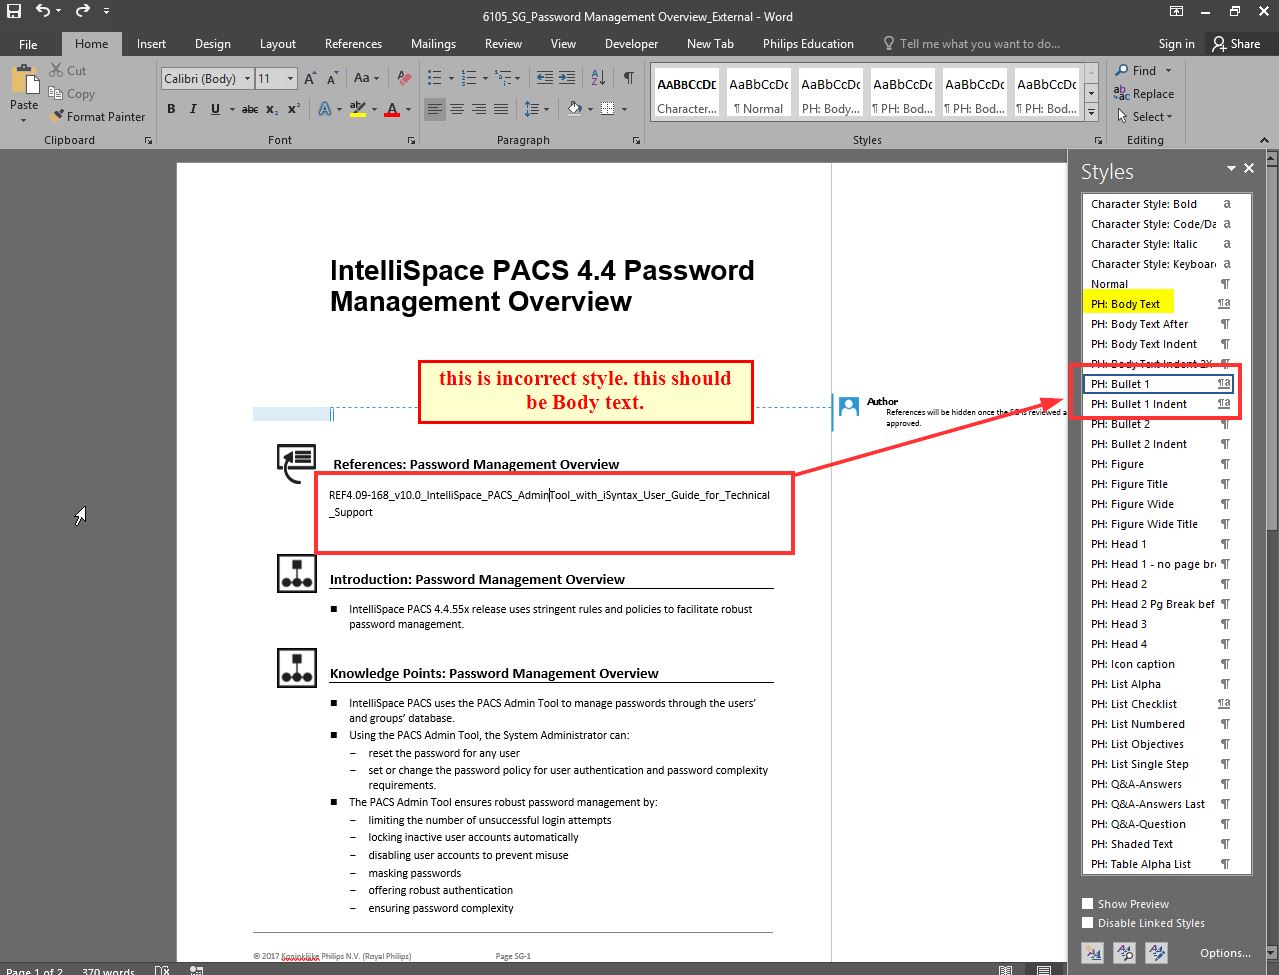 6105_SG_Password Management Overview_External - Word
File Home Insert Design Layout References Mailings Review View Developer New Tab Philips Education Tell me what you want to do... Sign in Share
Paste
Cut
Copy
Format Painter
Clipboard
Calibri (Body) 11
Aa
B I U abc x₂ x²
Font
Paragraph
AaBbCcDc AaBbCcDc AaBbCcDc AaBbCcDc AaBbCcDc AaBbCcDc
Character... ¶ Normal PH: Body... ¶ PH: Bod... ¶ PH: Bod... ¶ PH: Bod...
Styles
Find
Replace
Select
Editing
IntelliSpace PACS 4.4 Password
Management Overview
this is incorrect style. this should
be Body text.
Author
References will be hidden once the
approved.
References: Password Management Overview
REF4.09-168_v10.0_IntelliSpace_PACS_AdminTool_with_iSyntax_User_Guide_for_Technical
_Support
Introduction: Password Management Overview
■ IntelliSpace PACS 4.4.55x release uses stringent rules and policies to facilitate robust
password management.
Knowledge Points: Password Management Overview
■ IntelliSpace PACS uses the PACS Admin Tool to manage passwords through the users’
and groups’ database.
■ Using the PACS Admin Tool, the System Administrator can:
– reset the password for any user
– set or change the password policy for user authentication and password complexity
requirements.
■ The PACS Admin Tool ensures robust password management by:
– limiting the number of unsuccessful login attempts
– locking inactive user accounts automatically
– disabling user accounts to prevent misuse
– masking passwords
– offering robust authentication
– ensuring password complexity
© 2017 Koninklijke Philips N.V. (Royal Philips) Page SG-1
Styles
Character Style: Bold a
Character Style: Code/Da a
Character Style: Italic a
Character Style: Keyboar a
Normal ¶
PH: Body Text ¶a
PH: Body Text After ¶
PH: Body Text Indent ¶
PH: Body Text Indent 2X ¶
PH: Bullet 1 ¶a
PH: Bullet 1 Indent ¶a
PH: Bullet 2 ¶
PH: Bullet 2 Indent ¶
PH: Figure ¶
PH: Figure Title ¶
PH: Figure Wide ¶
PH: Figure Wide Title ¶
PH: Head 1 ¶
PH: Head 1 - no page br ¶
PH: Head 2 ¶
PH: Head 2 Pg Break bef ¶
PH: Head 3 ¶
PH: Head 4 ¶
PH: Icon caption ¶
PH: List Alpha ¶
PH: List Checklist ¶a
PH: List Numbered ¶
PH: List Objectives ¶
PH: List Single Step ¶
PH: Q&A-Answers ¶
PH: Q&A-Answers Last ¶
PH: Q&A-Question ¶
PH: Shaded Text ¶
PH: Table Alpha List ¶
Show Preview
Disable Linked Styles
Options...
Page 1 of 2 370 words